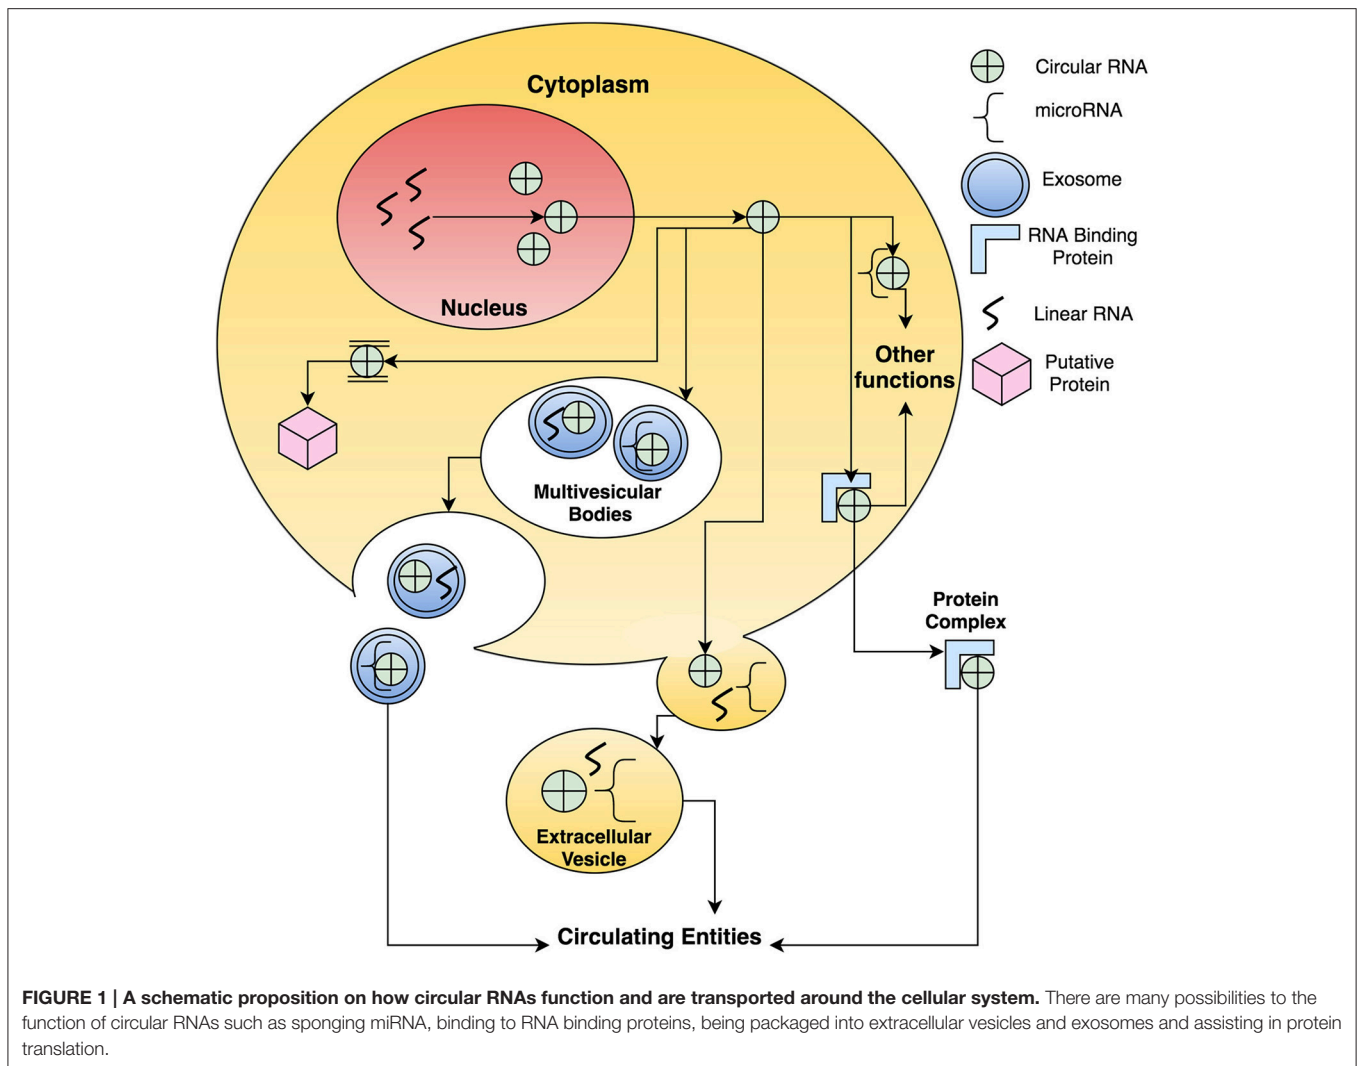 Cytoplasm
Nucleus
Circular RNA
microRNA
Exosome
RNA Binding
Protein
Linear RNA
Putative
Protein
Other
functions
Multivesicular
Bodies
Protein
Complex
Extracellular
Vesicle
Circulating Entities
FIGURE 1 | A schematic proposition on how circular RNAs function and are transported around the cellular system. There are many possibilities to the
function of circular RNAs such as sponging miRNA, binding to RNA binding proteins, being packaged into extracellular vesicles and exosomes and assisting in protein
translation.